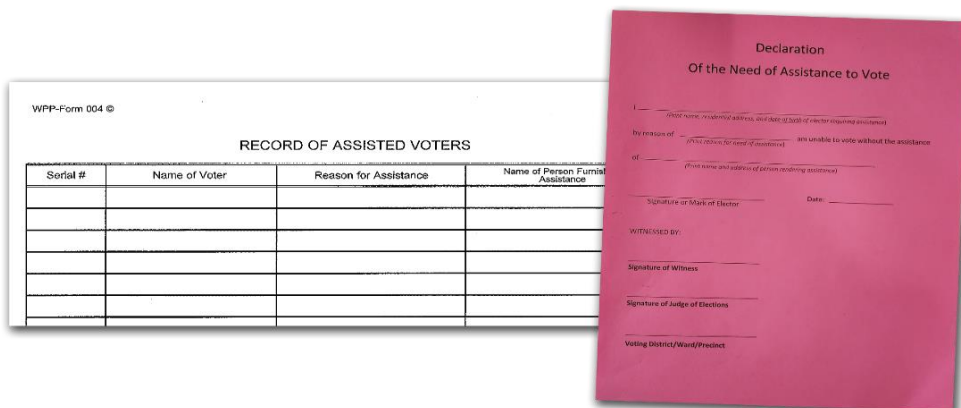 WPP-Form 004 ©
RECORD OF ASSISTED VOTERS
Serial #
Name of Voter
Reason for Assistance
Name of Person Furnish
Assistance
Declaration
Of the Need of Assistance to Vote
I
(Print name, residential address, and date of birth of elector requiring assistance)
by reason of (Print reason for need of assistance) am unable to vote without the assistance
of
(Print name and address of person rendering assistance)
Signature or Mark of Elector Date:
WITNESSED BY:
Signature of Witness
Signature of Judge of Elections
Voting District/Ward/Precinct